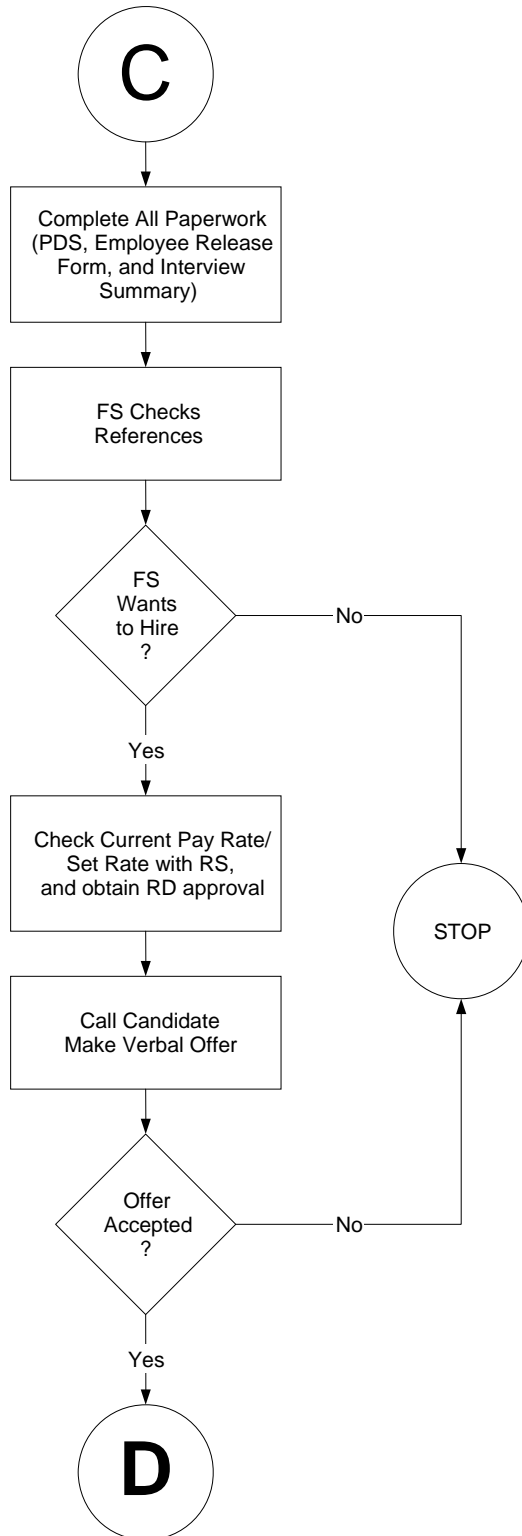 C
Complete All Paperwork
(PDS, Employee Release
Form, and Interview
Summary)
FS Checks
References
FS
Wants
to Hire
?
No
Yes
Check Current Pay Rate/
Set Rate with RS,
and obtain RD approval
STOP
Call Candidate
Make Verbal Offer
Offer
Accepted
?
No
Yes
D